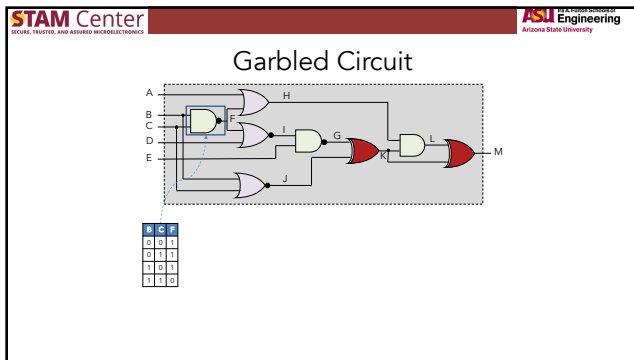 STAM Center
SECURE, TRUSTED, AND ASSURED MICROELECTRONICS
ASU Ira A. Fulton Schools of
Engineering
Arizona State University
Garbled Circuit
A
H
B
C
F
I
G
L
D
K
M
E
J
B C F
0 0 1
0 1 1
1 0 1
1 1 0